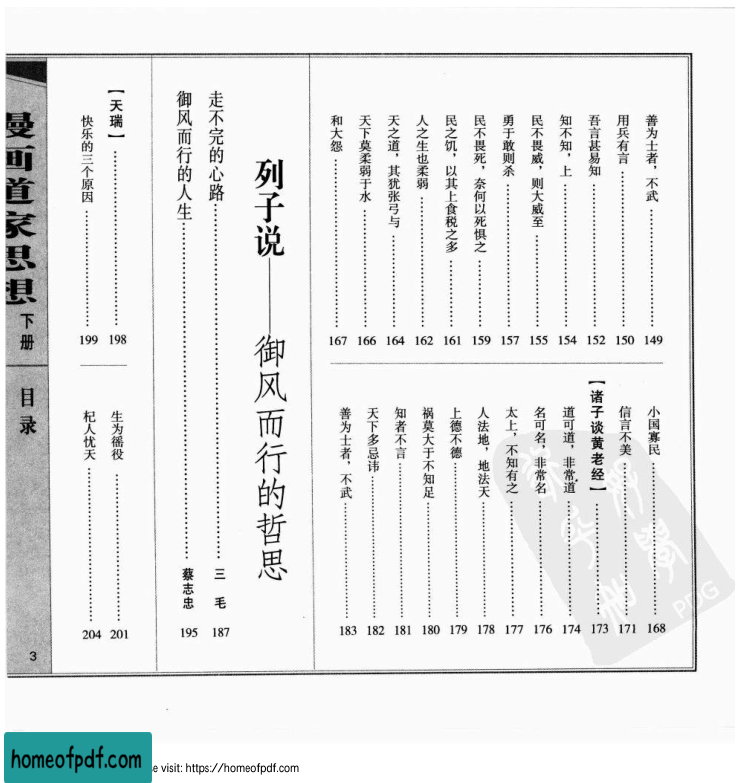 善为士者，不武……149
用兵有言……150
吾言甚易知……152
知不知，上……154
民不畏威，则大威至……155
勇于敢则杀……157
民不畏死，奈何以死惧之……159
民之饥，以其上食税之多……161
人之生也柔弱……162
天之道，其犹张弓与……164
天下莫柔弱于水……166
和大怨……167
小国寡民……168
信言不美……171
【诸子谈黄老经】……173
道可道，非常道……174
名可名，非常名……176
太上，不知有之……177
人法地，地法天……178
上德不德……179
祸莫大于不知足……180
知者不言……181
天下多忌讳……182
善为士者，不武……183
列子说——御风而行的哲思
走不完的心路……三 毛 187
御风而行的人生……蔡志忠 195
【天瑞】……198
快乐的三个原因……199
生为徭役……201
杞人忧天……204
漫画道家思想 下册 目录
3
PDG
homeofpdf.com
e visit: https://homeofpdf.com